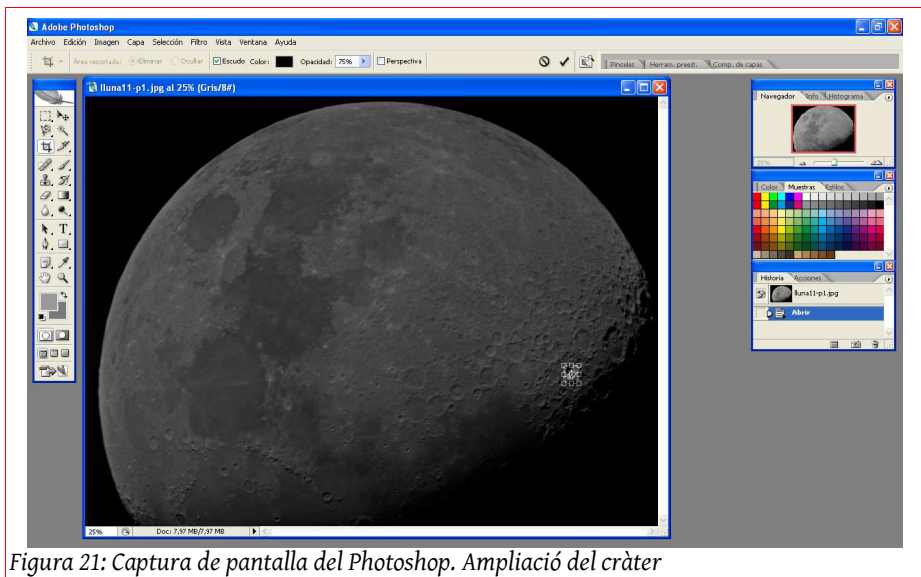 Adobe Photoshop
Archivo Edición Imagen Capa Selección Filtro Vista Ventana Ayuda
Área recortada: Eliminar Ocultar Escudo Color: Opacidad: 75% Perspectiva
Pinceles Herram. preest. Comp. de capas
lluna11-p1.jpg al 25% (Gris/8#)
Navegador Info Histograma
25%
Color Muestras Estilos
Historia Acciones
lluna11-p1.jpg
Abrir
T
25% Doc: 7,97 MB/7,97 MB
Figura 21: Captura de pantalla del Photoshop. Ampliació del cràter